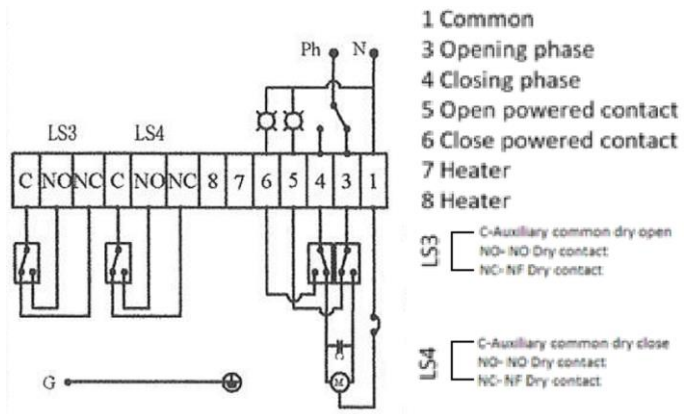 Ph N
LS3 LS4
C NO NC C NO NC 8 7 6 5 4 3 1
G
M
1 Common
3 Opening phase
4 Closing phase
5 Open powered contact
6 Close powered contact
7 Heater
8 Heater
LS3
C-Auxiliary common dry open
NO- NO Dry contact
NC- NF Dry contact
LS4
C-Auxiliary common dry close
NO- NO Dry contact
NC- NF Dry contact